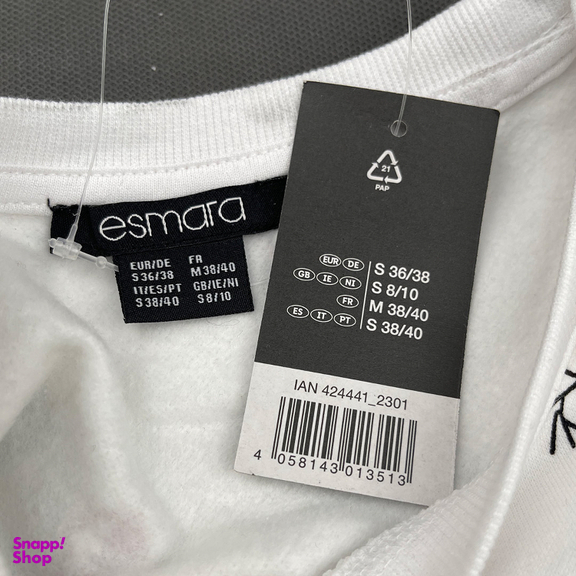 esmara
EUR/DE FR
S 36/38 M 38/40
IT/ES/PT GB/IE/NI
S 38/40 S 8/10
21
PAP
EUR DE S 36/38
GB IE NI S 8/10
FR M 38/40
ES IT PT S 38/40
IAN 424441_2301
4 058143 013513
Snapp!
Shop